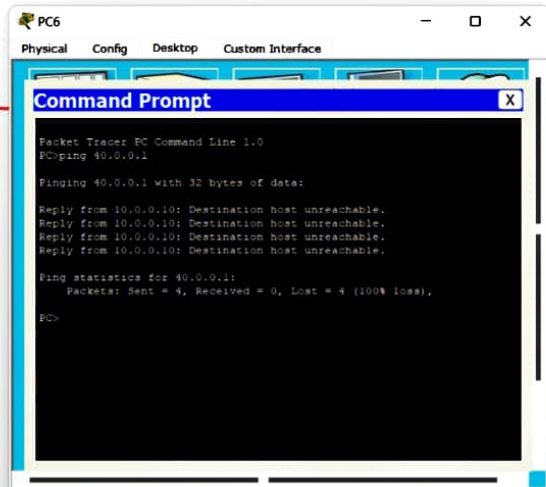 PC6
Physical Config Desktop Custom Interface
Command Prompt
X
Packet Tracer PC Command Line 1.0
PC>ping 40.0.0.1
Pinging 40.0.0.1 with 32 bytes of data:
Reply from 10.0.0.10: Destination host unreachable.
Reply from 10.0.0.10: Destination host unreachable.
Reply from 10.0.0.10: Destination host unreachable.
Reply from 10.0.0.10: Destination host unreachable.
Ping statistics for 40.0.0.1:
Packets: Sent = 4, Received = 0, Lost = 4 (100% loss),
PC>